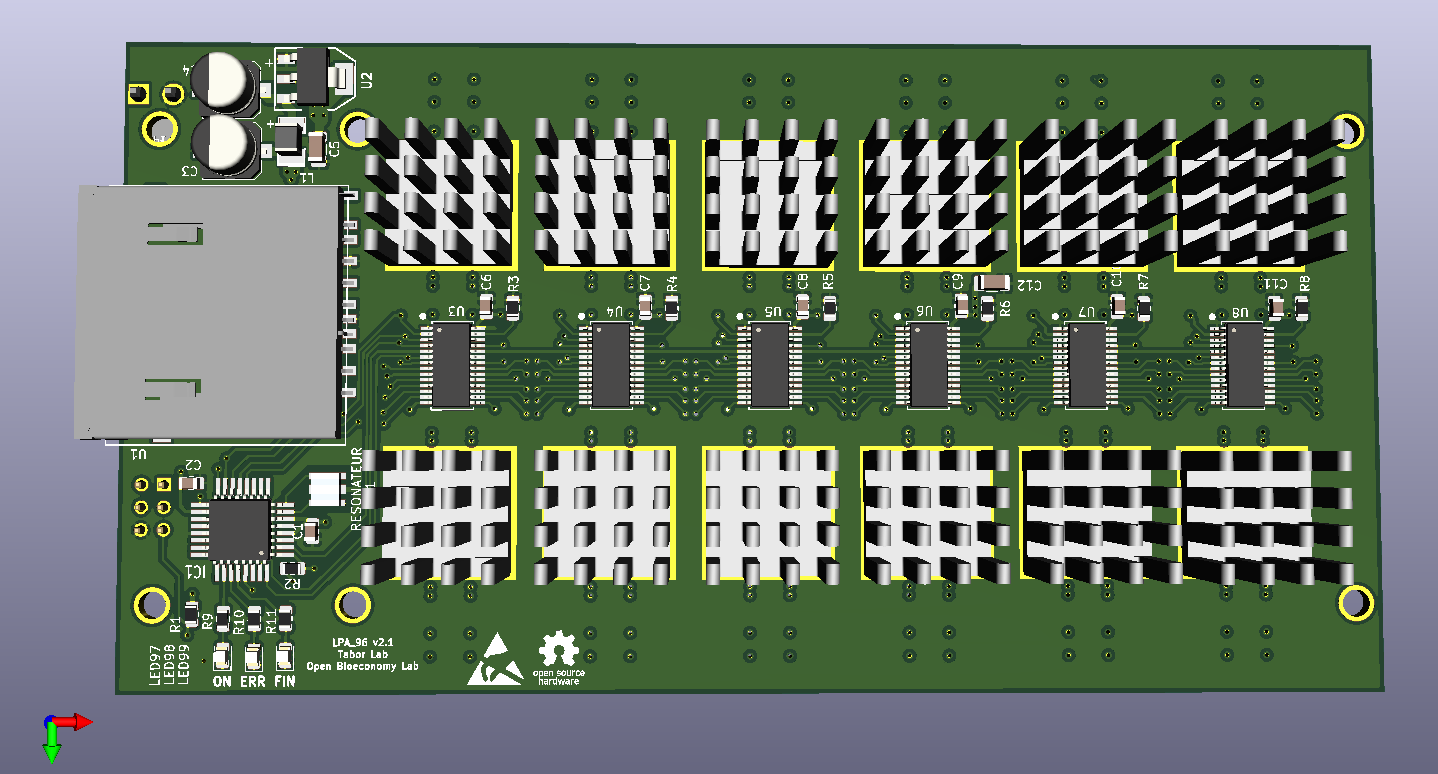 U2
C5
C3
L1
C6
R3
C7
R4
C8
R5
C9
C12
R6
R7
C11
R8
U3
U4
U5
U6
U7
U8
U1
C2
RESONATEUR
C1
IC1
R2
R1
R9
R10
R11
LED97
LED98
LED99
ON ERR FIN
LPA_96 v2.1
Tabor Lab
Open Bioeconomy Lab
open source
hardware